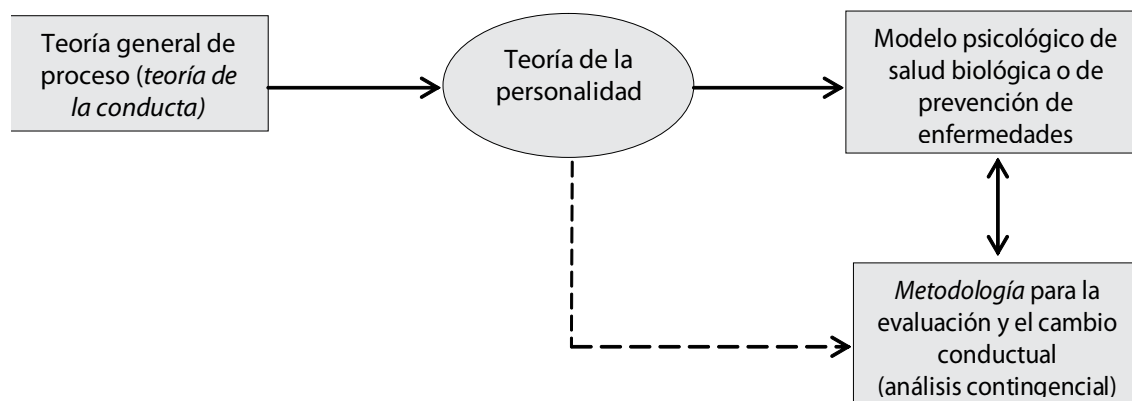 Teoría general de
proceso (teoría de
la conducta)
Teoría de la
personalidad
Modelo psicológico de
salud biológica o de
prevención de
enfermedades
Metodología para la
evaluación y el cambio
conductual
(análisis contingencial)